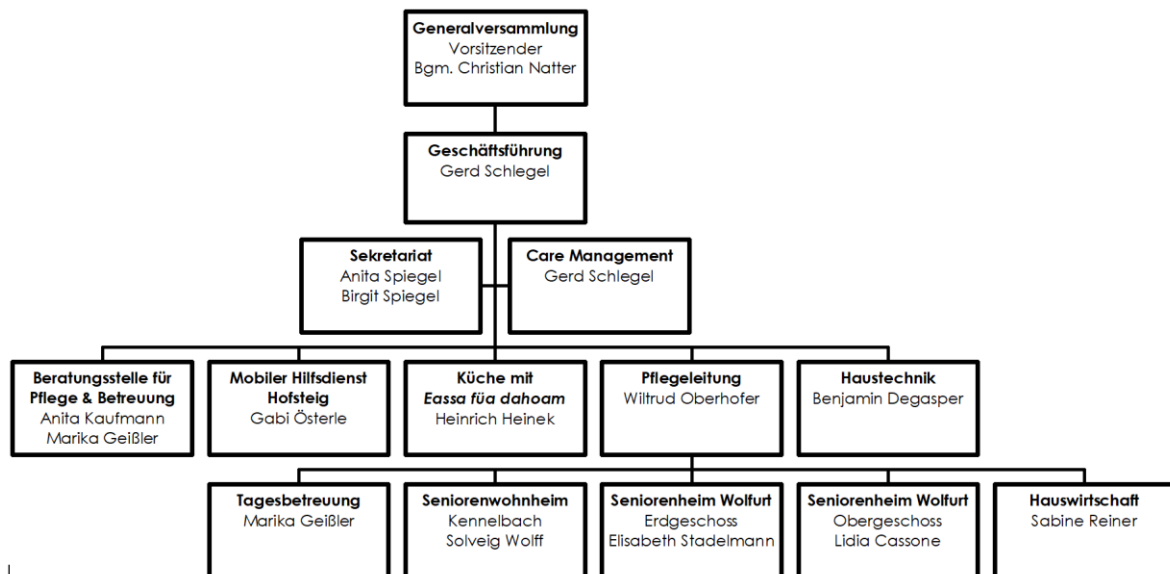 Generalversammlung
Vorsitzender
Bgm. Christian Natter
Geschäftsführung
Gerd Schlegel
Sekretariat
Anita Spiegel
Birgit Spiegel
Care Management
Gerd Schlegel
Beratungsstelle für
Pflege & Betreuung
Anita Kaufmann
Marika Geißler
Mobiler Hilfsdienst
Hofsteig
Gabi Österle
Küche mit
Eassa füa dahoam
Heinrich Heinek
Pflegeleitung
Wiltrud Oberhofer
Haustechnik
Benjamin Degasper
Tagesbetreuung
Marika Geißler
Seniorenwohnheim
Kennelbach
Solveig Wolff
Seniorenheim Wolfurt
Erdgeschoss
Elisabeth Stadelmann
Seniorenheim Wolfurt
Obergeschoss
Lidia Cassone
Hauswirtschaft
Sabine Reiner